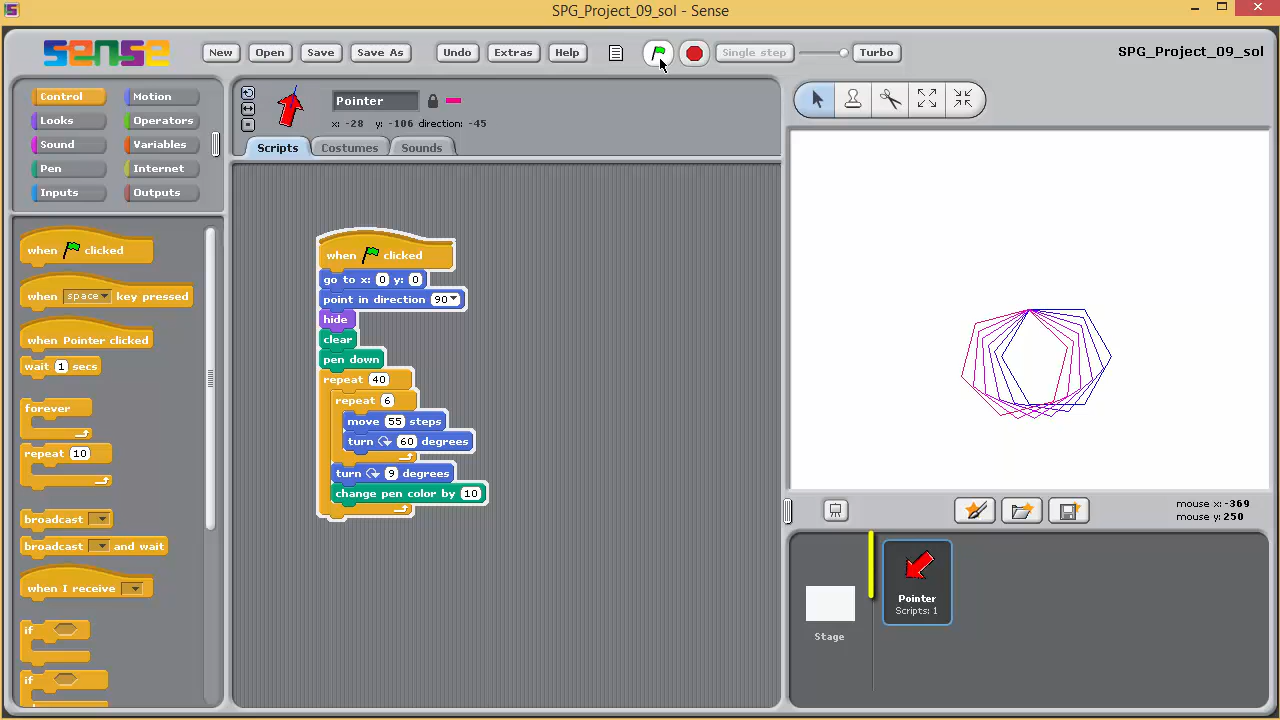 SPG_Project_09_sol - Sense
sense
New
Open
Save
Save As
Undo
Extras
Help
Single step
Turbo
SPG_Project_09_sol
Control
Motion
Looks
Operators
Sound
Variables
Pen
Internet
Inputs
Outputs
Pointer
x: -28 y: -106 direction: -45
Scripts
Costumes
Sounds
when clicked
when space key pressed
when Pointer clicked
wait 1 secs
forever
repeat 10
broadcast
broadcast and wait
when I receive
if
if
when clicked
go to x: 0 y: 0
point in direction 90
hide
clear
pen down
repeat 40
repeat 6
move 55 steps
turn 60 degrees
turn 9 degrees
change pen color by 10
mouse x: -369
mouse y: 250
Stage
Pointer
Scripts: 1